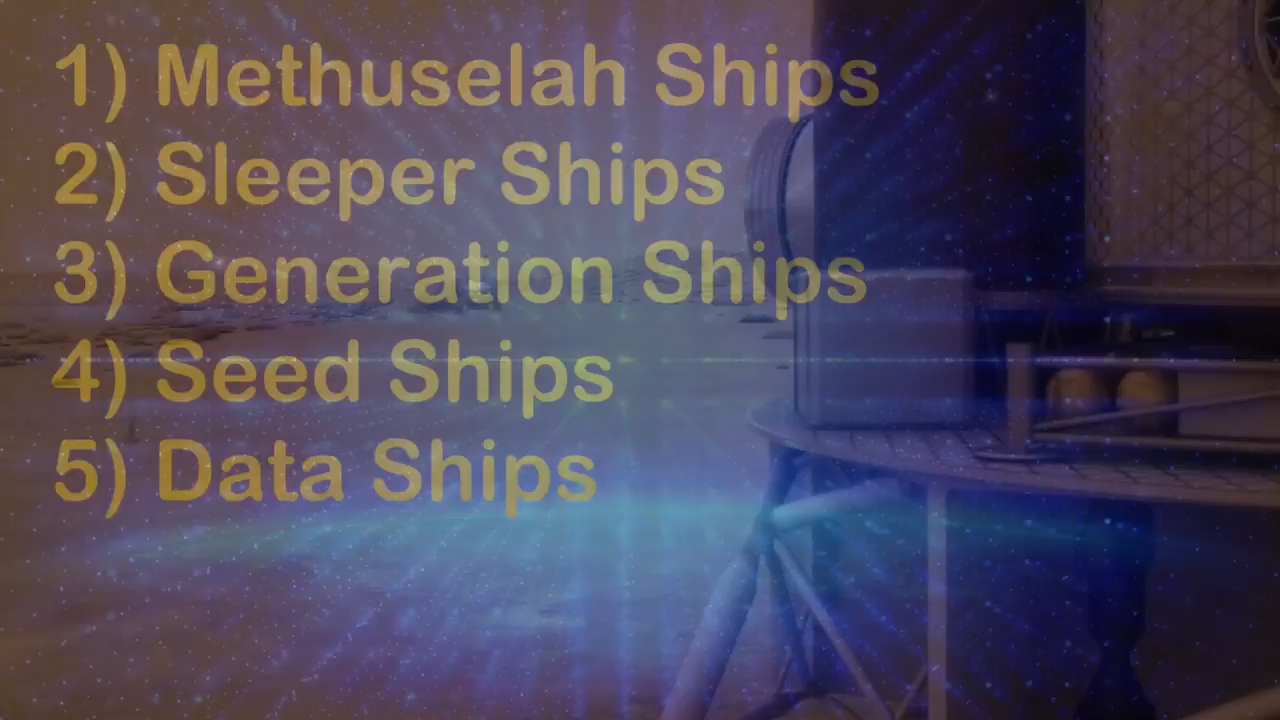 1) Methuselah Ships
2) Sleeper Ships
3) Generation Ships
4) Seed Ships
5) Data Ships